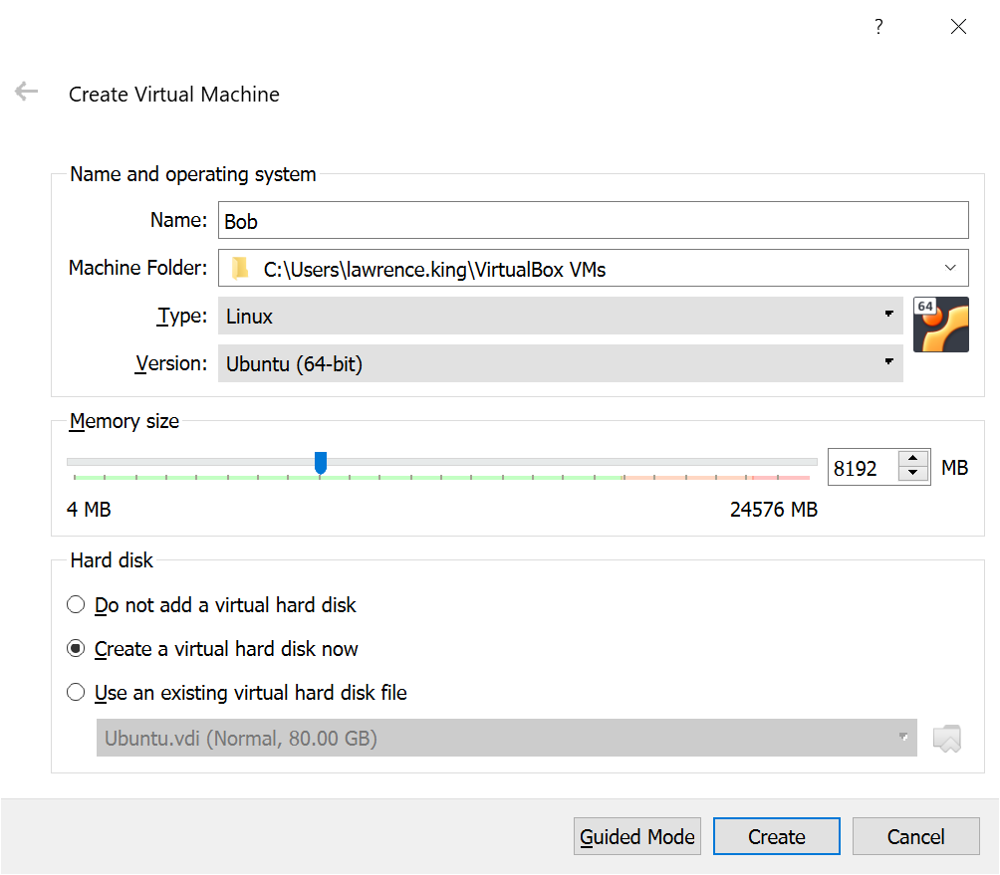 ?
Create Virtual Machine
Name and operating system
Name: Bob
Machine Folder: C:\Users\lawrence.king\VirtualBox VMs
Type: Linux
64
Version: Ubuntu (64-bit)
Memory size
8192 MB
4 MB 24576 MB
Hard disk
Do not add a virtual hard disk
Create a virtual hard disk now
Use an existing virtual hard disk file
Ubuntu.vdi (Normal, 80.00 GB)
Guided Mode Create Cancel